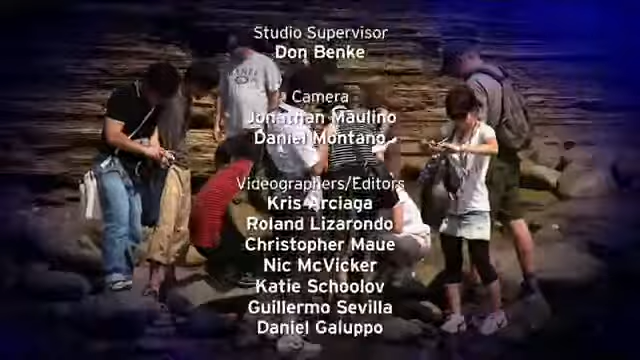 Studio Supervisor
Don Benke
Camera
Jonathan Maulino
Daniel Montano
Videographers/Editors
Kris Arciaga
Roland Lizarondo
Christopher Maue
Nic McVicker
Katie Schoolov
Guillermo Sevilla
Daniel Galuppo